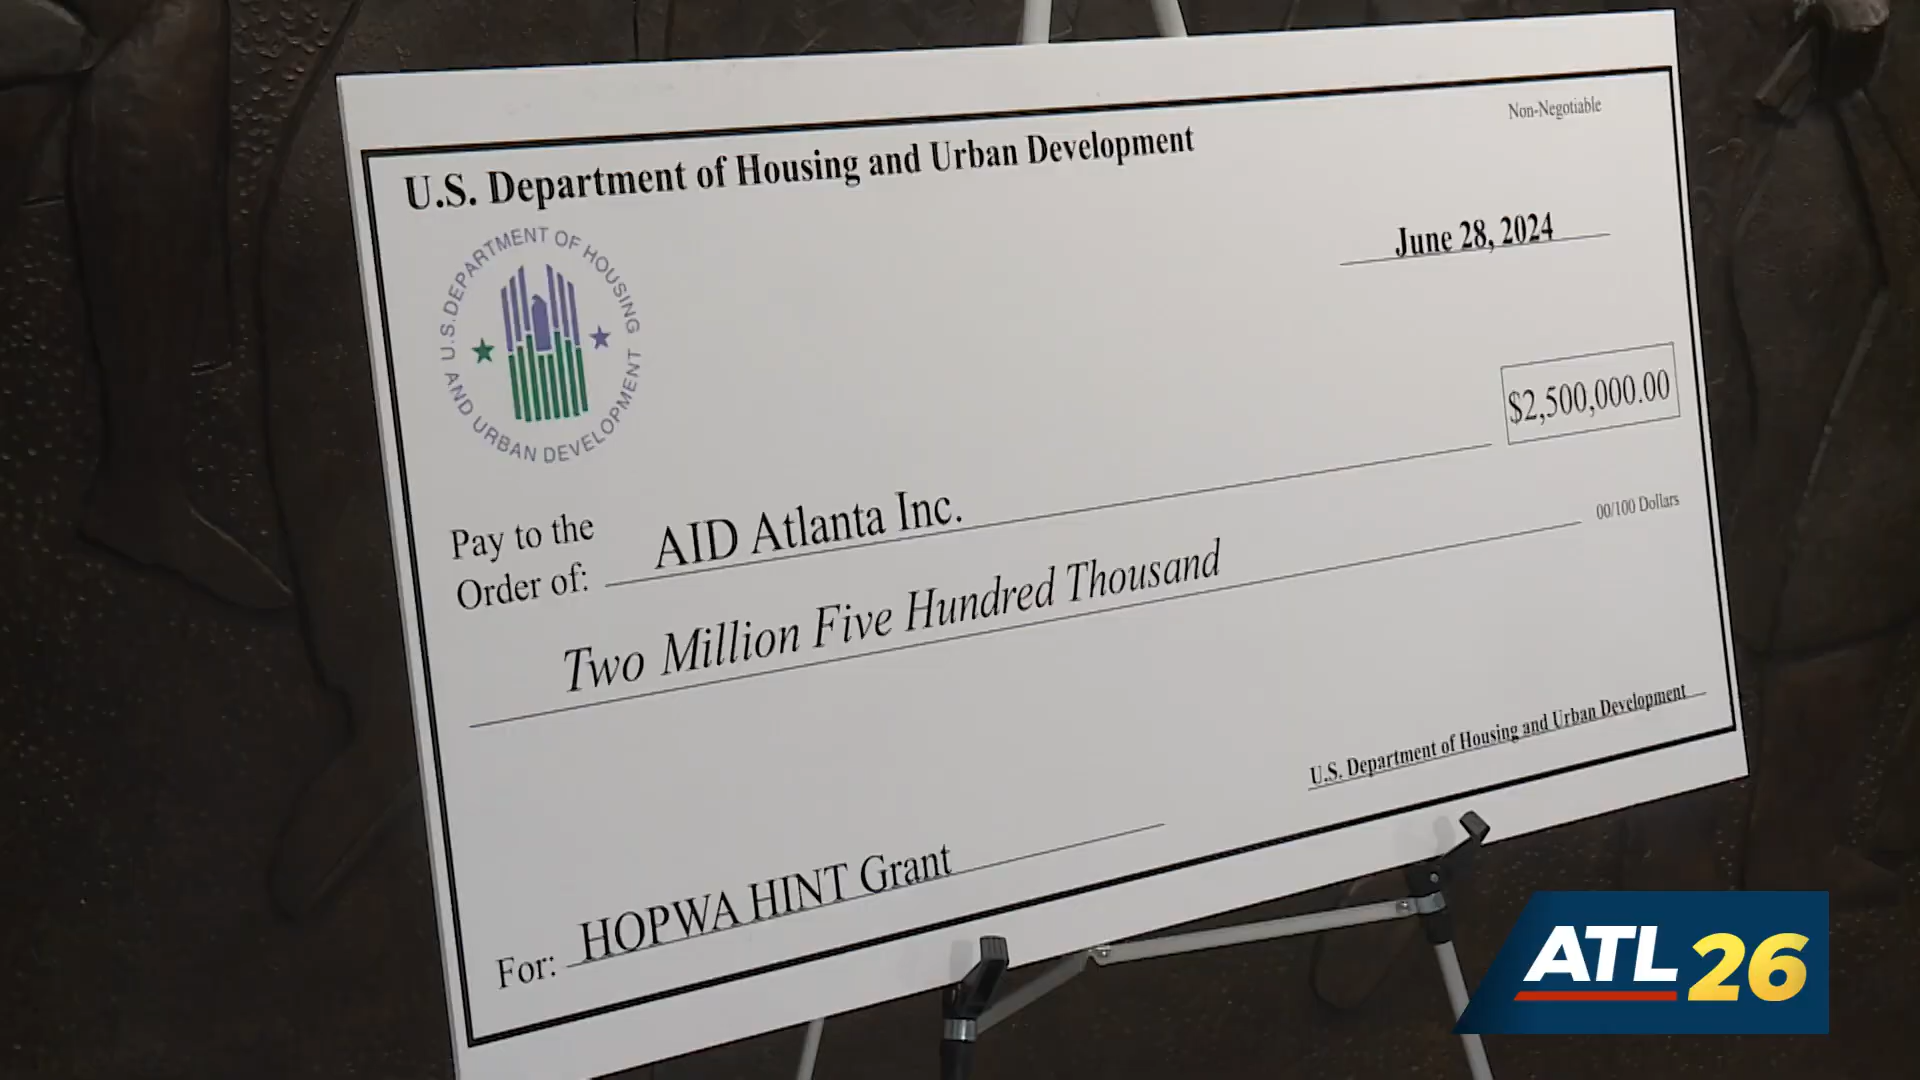 Non-Negotiable
U.S. Department of Housing and Urban Development
June 28, 2024
U.S. DEPARTMENT OF HOUSING
AND URBAN DEVELOPMENT
$2,500,000.00
Pay to the
Order of:
AID Atlanta Inc.
00/100 Dollars
Two Million Five Hundred Thousand
U.S. Department of Housing and Urban Development
For: HOPWA HINT Grant
ATL 26